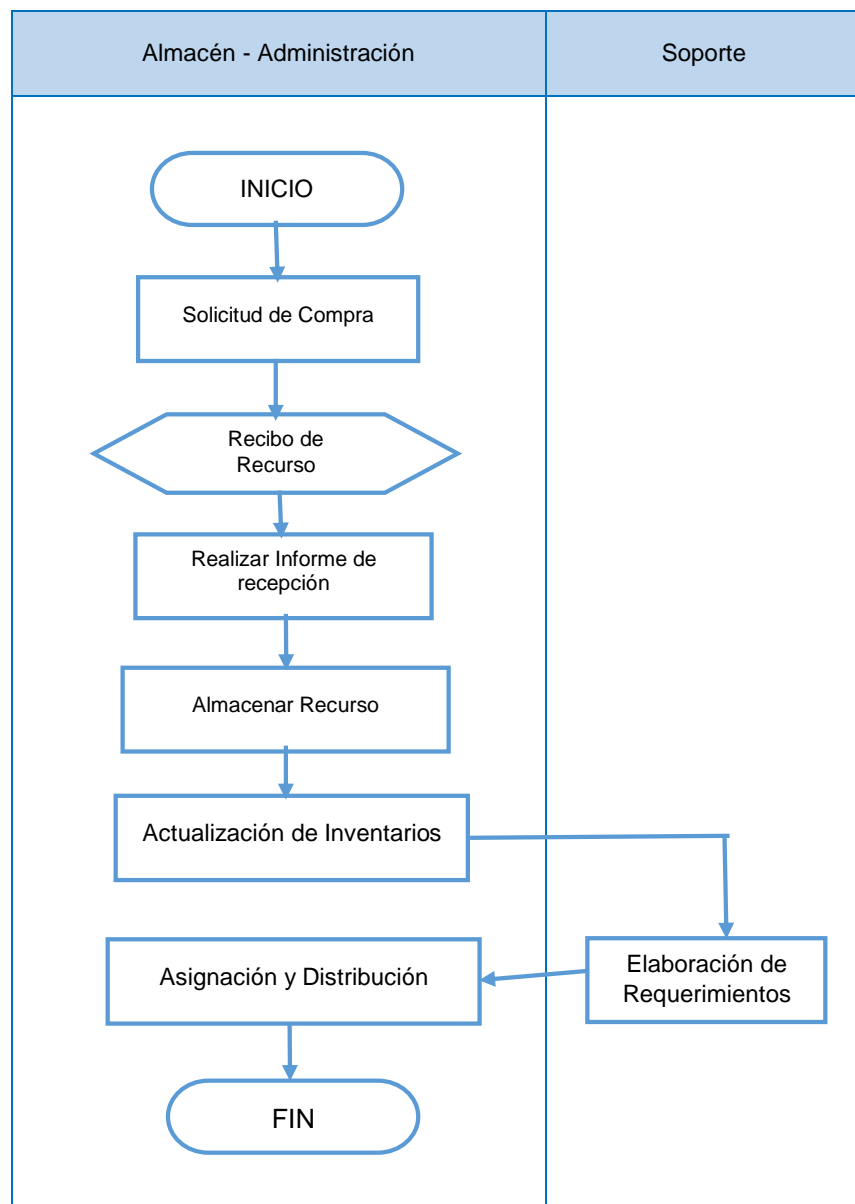 Almacén - Administración
Soporte
INICIO
Solicitud de Compra
Recibo de
Recurso
Realizar Informe de
recepción
Almacenar Recurso
Actualización de Inventarios
Elaboración de
Requerimientos
Asignación y Distribución
FIN